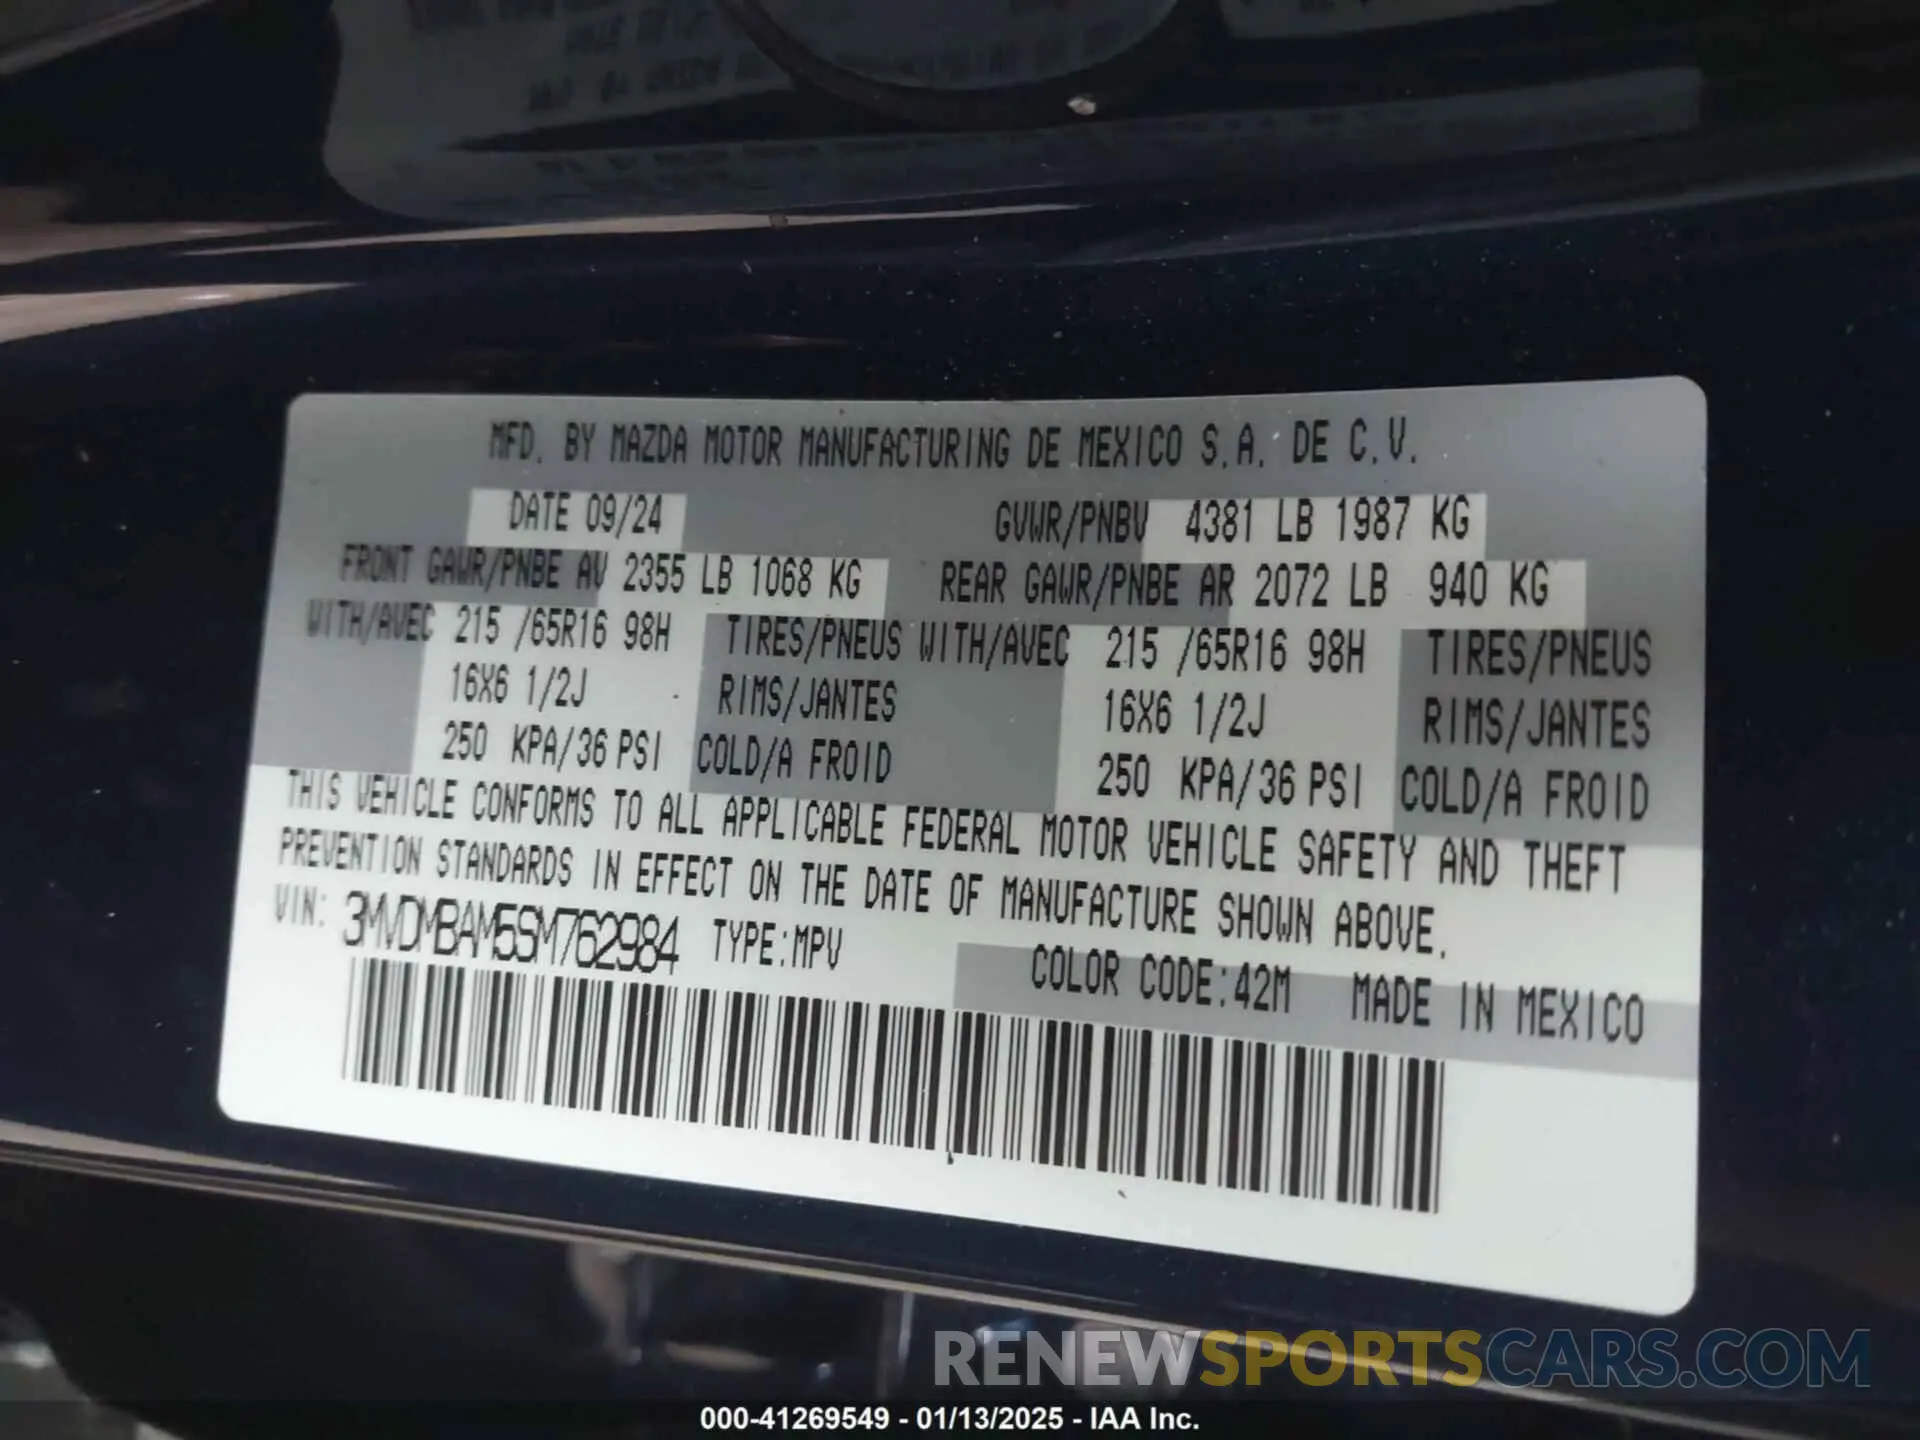 MFD. BY MAZDA MOTOR MANUFACTURING DE MEXICO S.A. DE C.V.
DATE 09/24 GVWR/PNBV 4381 LB 1987 KG
FRONT GAWR/PNBE AV 2355 LB 1068 KG REAR GAWR/PNBE AR 2072 LB 940 KG
WITH/AVEC 215 /65R16 98H TIRES/PNEUS WITH/AVEC 215 /65R16 98H TIRES/PNEUS
16X6 1/2J RIMS/JANTES 16X6 1/2J RIMS/JANTES
250 KPA/36 PSI COLD/A FROID 250 KPA/36 PSI COLD/A FROID
THIS VEHICLE CONFORMS TO ALL APPLICABLE FEDERAL MOTOR VEHICLE SAFETY AND THEFT
PREVENTION STANDARDS IN EFFECT ON THE DATE OF MANUFACTURE SHOWN ABOVE.
VIN: 3MVDMBAM5SM762984 TYPE:MPV
COLOR CODE:42M MADE IN MEXICO
RENEWSPORTSCARS.COM
000-41269549 - 01/13/2025 - IAA Inc.